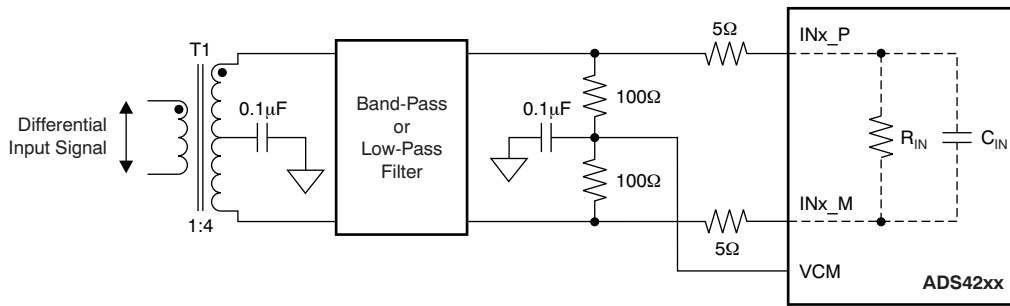 Differential
Input Signal
T1
1:4
0.1μF
Band-Pass
or
Low-Pass
Filter
0.1μF
100Ω
100Ω
5Ω
5Ω
INx_P
R_IN
C_IN
INx_M
VCM
ADS42xx